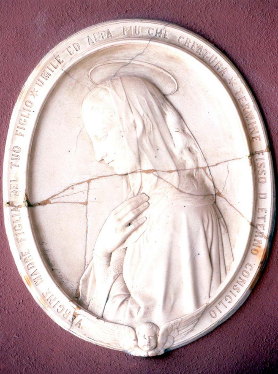 VERGINE MADRE FIGLIA DEL TUO FIGLIO * UMILE ED ALTA PIU CHE CREATURA * TERMINE FISSO D ETERNO CONSIGLIO